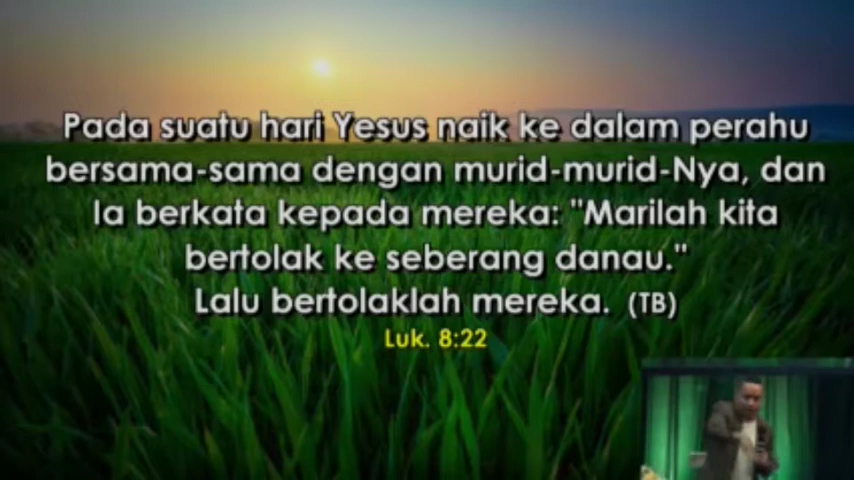 Pada suatu hari Yesus naik ke dalam perahu
bersama-sama dengan murid-murid-Nya, dan
Ia berkata kepada mereka: "Marilah kita
bertolak ke seberang danau."
Lalu bertolaklah mereka. (TB)
Luk. 8:22